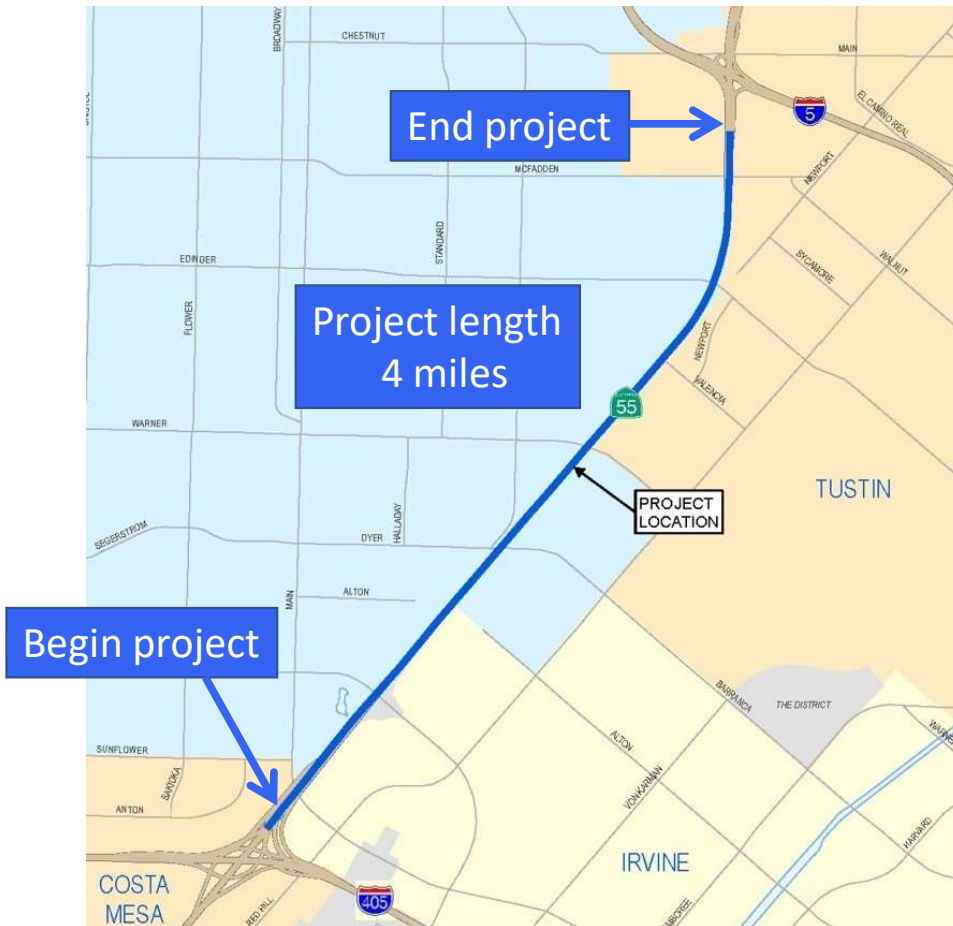 BROADWAY
CHESTNUT
MAIN
5
EL CAMINO REAL
End project
MCFADDEN
NEWPORT
STANDARD
EDINGER
SYCAMORE
WALNUT
FLOWER
Project length
4 miles
NEWPORT
VALENCIA
55
WARNER
TUSTIN
PROJECT
LOCATION
HALLADAY
SEGERSTROM
DYER
MAIN
ALTON
Begin project
BARRANCA
THE DISTRICT
SUNFLOWER
ALTON
SAKIOKA
VON KARMAN
ANTON
HARVARD
IRVINE
COSTA
MESA
405
RED HILL